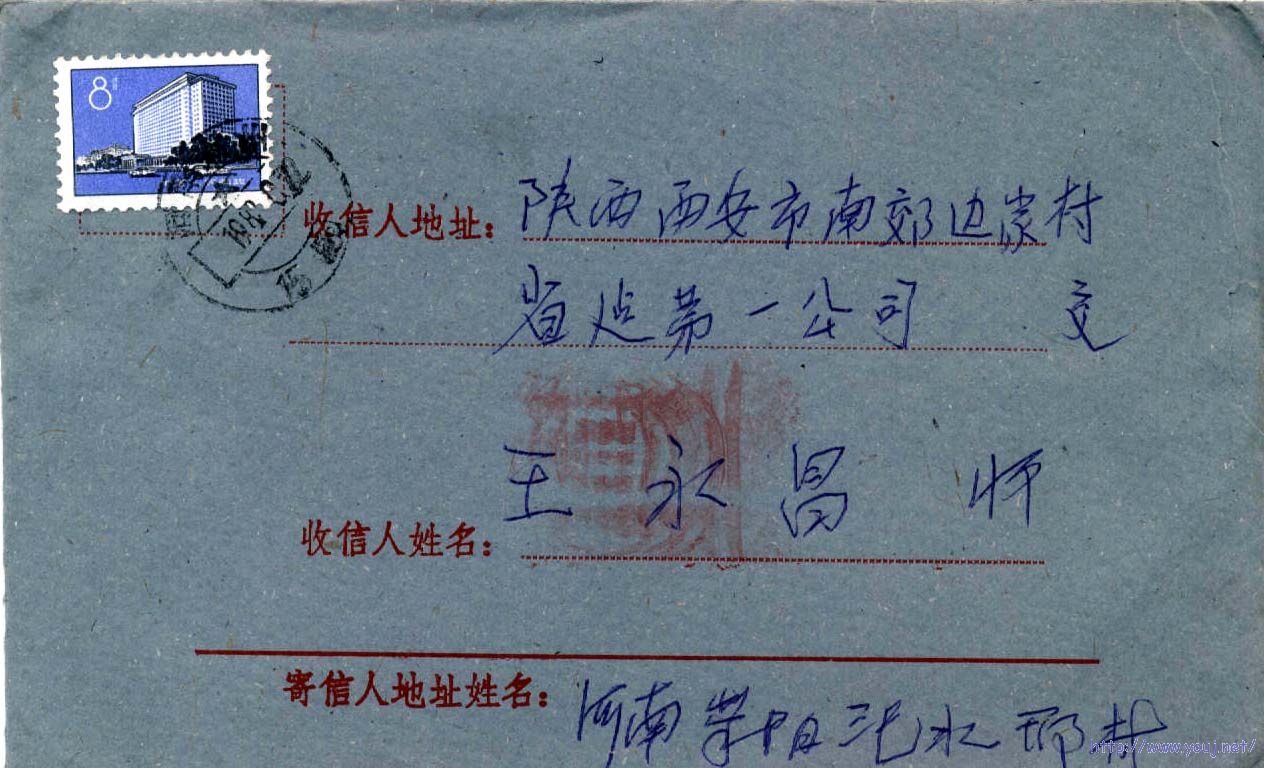 8分
收信人地址：陕西西安市南郊边家村
省建第一公司 交
收信人姓名：王永昌 师
寄信人地址姓名：河南荥阳汜水邢村
http://www.youj.net/